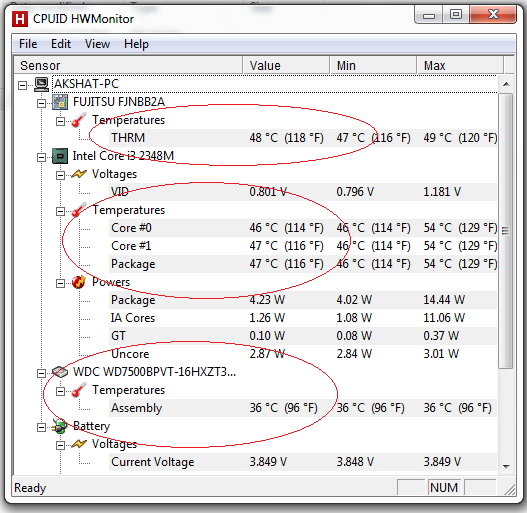 CPUID HWMonitor
File Edit View Help
Sensor Value Min Max
AKSHAT-PC
FUJITSU FJNBB2A
Temperatures
THRM 48 °C (118 °F) 47 °C (116 °F) 49 °C (120 °F)
Intel Core i3 2348M
Voltages
VID 0.801 V 0.796 V 1.181 V
Temperatures
Core #0 46 °C (114 °F) 46 °C (114 °F) 54 °C (129 °F)
Core #1 47 °C (116 °F) 46 °C (114 °F) 54 °C (129 °F)
Package 47 °C (116 °F) 46 °C (114 °F) 54 °C (129 °F)
Powers
Package 4.23 W 4.02 W 14.44 W
IA Cores 1.26 W 1.08 W 11.06 W
GT 0.10 W 0.08 W 0.37 W
Uncore 2.87 W 2.84 W 3.01 W
WDC WD7500BPVT-16HXZT3...
Temperatures
Assembly 36 °C (96 °F) 36 °C (96 °F) 36 °C (96 °F)
Battery
Voltages
Current Voltage 3.849 V 3.848 V 3.849 V
Ready NUM